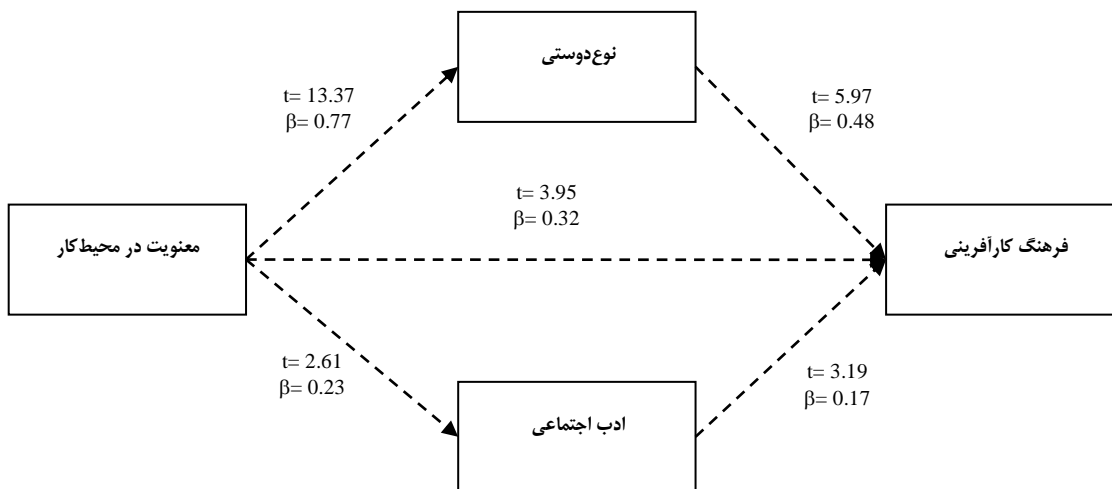 نوع‌دوستی
t= 13.37
β= 0.77
t= 5.97
β= 0.48
t= 3.95
β= 0.32
معنویت در محیط‌کار
فرهنگ کارآفرینی
t= 2.61
β= 0.23
t= 3.19
β= 0.17
ادب اجتماعی